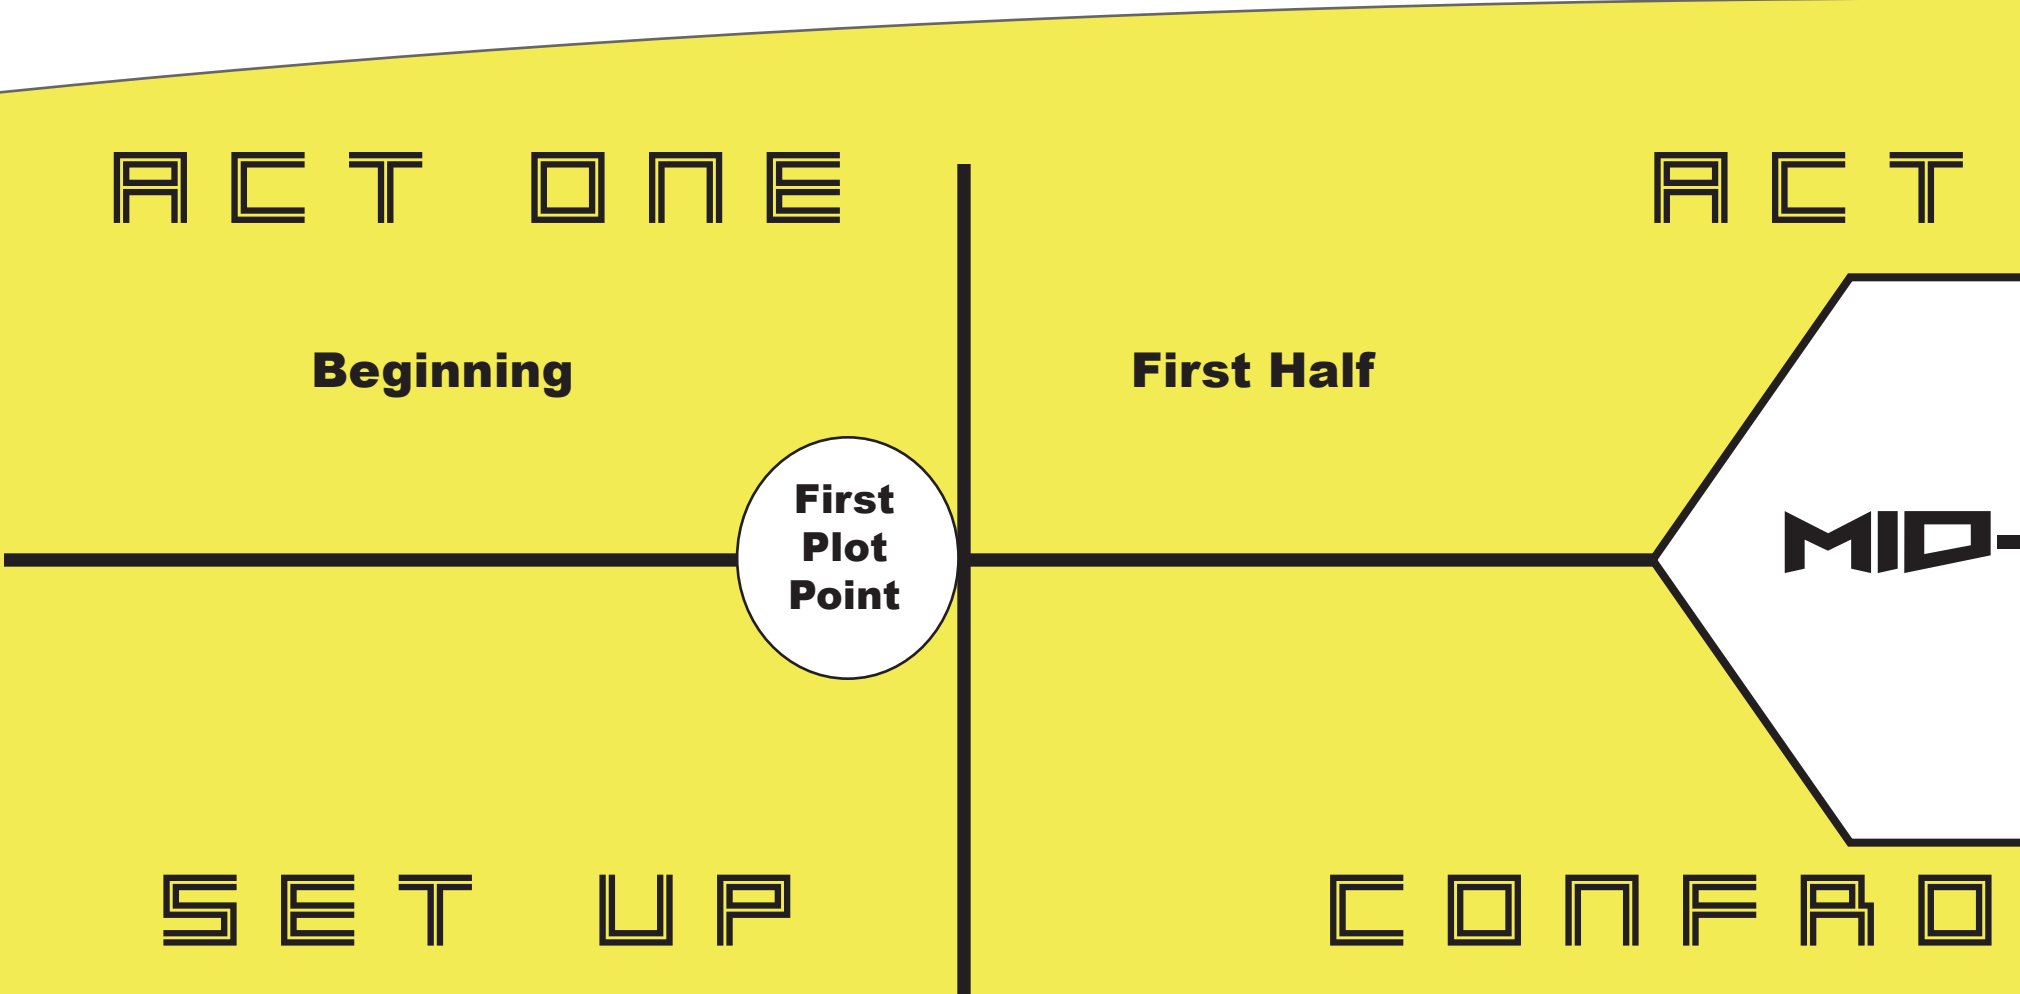 ACT ONE
ACT
Beginning
First Half
First
Plot
Point
MID-
SET UP
CONFRO